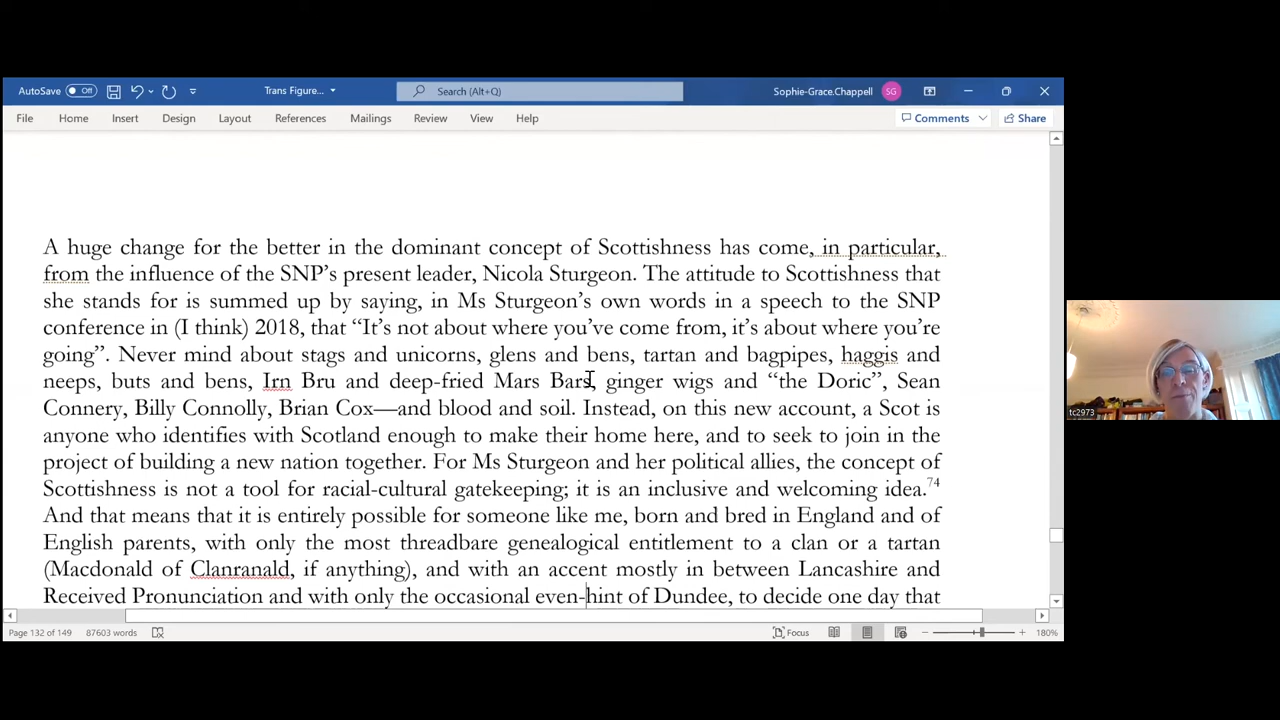 AutoSave Off Trans Figure... Search (Alt+Q) Sophie-Grace.Chappell SG
File Home Insert Design Layout References Mailings Review View Help Comments Share
A huge change for the better in the dominant concept of Scottishness has come, in particular,
from the influence of the SNP’s present leader, Nicola Sturgeon. The attitude to Scottishness that
she stands for is summed up by saying, in Ms Sturgeon’s own words in a speech to the SNP
conference in (I think) 2018, that “It’s not about where you’ve come from, it’s about where you’re
going”. Never mind about stags and unicorns, glens and bens, tartan and bagpipes, haggis and
neeps, buts and bens, Irn Bru and deep-fried Mars Bars, ginger wigs and “the Doric”, Sean
Connery, Billy Connolly, Brian Cox—and blood and soil. Instead, on this new account, a Scot is
anyone who identifies with Scotland enough to make their home here, and to seek to join in the
project of building a new nation together. For Ms Sturgeon and her political allies, the concept of
Scottishness is not a tool for racial-cultural gatekeeping; it is an inclusive and welcoming idea.74
And that means that it is entirely possible for someone like me, born and bred in England and of
English parents, with only the most threadbare genealogical entitlement to a clan or a tartan
(Macdonald of Clanranald, if anything), and with an accent mostly in between Lancashire and
Received Pronunciation and with only the occasional even-hint of Dundee, to decide one day that
tc2973
Page 132 of 149 87603 words Focus 180%